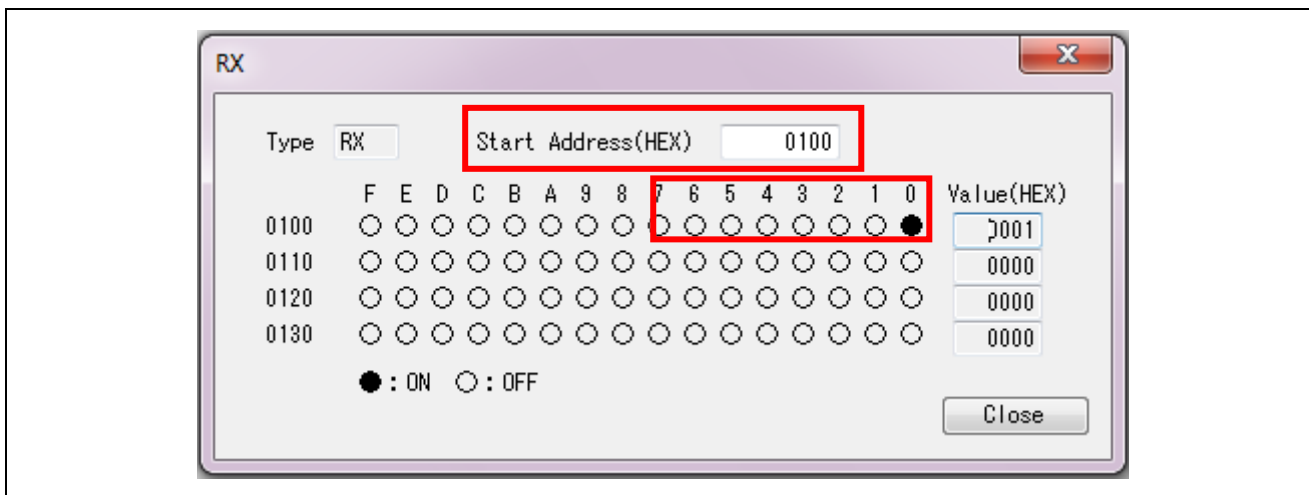 RX
Type RX Start Address(HEX) 0100
F E D C B A 9 8 7 6 5 4 3 2 1 0 Value(HEX)
0100 0001
0110 0000
0120 0000
0130 0000
●: ON ○: OFF
Close